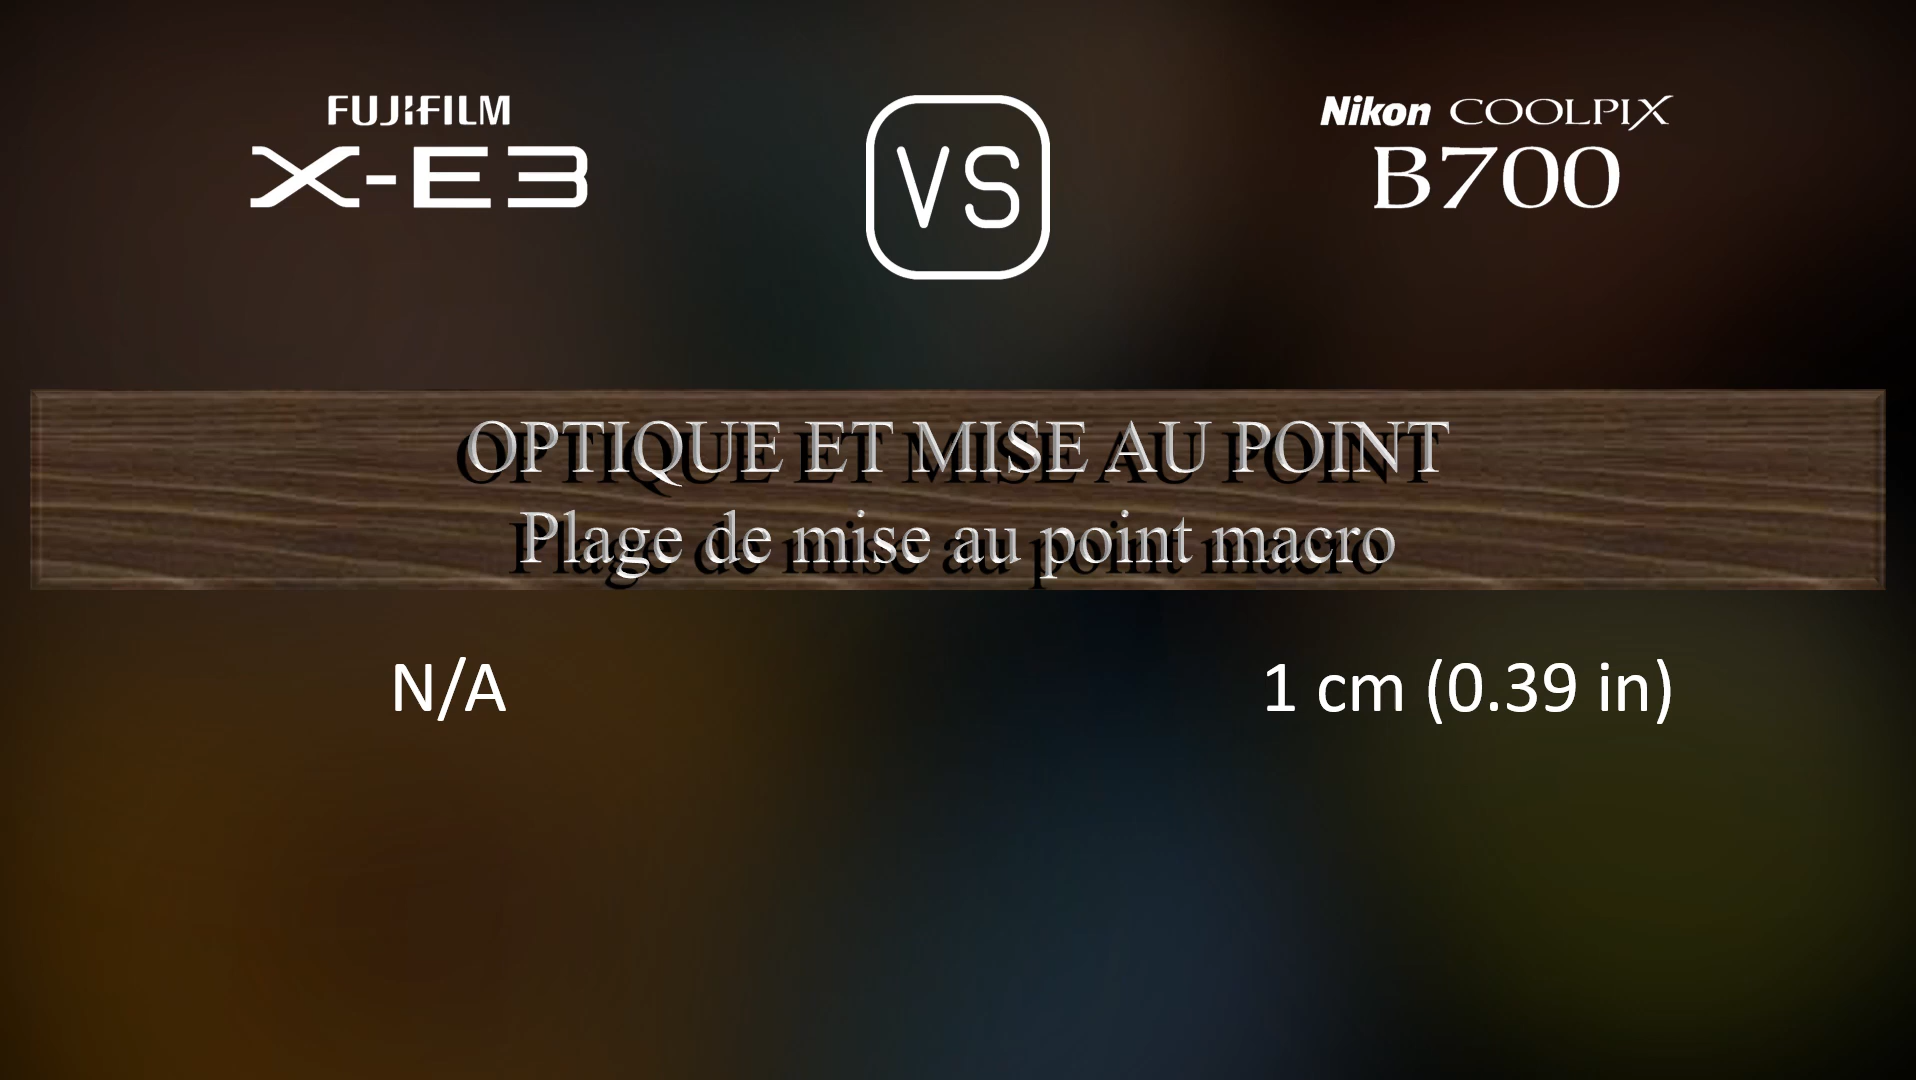 FUJIFILM
X-E3
VS
Nikon COOLPIX
B700
OPTIQUE ET MISE AU POINT
Plage de mise au point macro
N/A
1 cm (0.39 in)